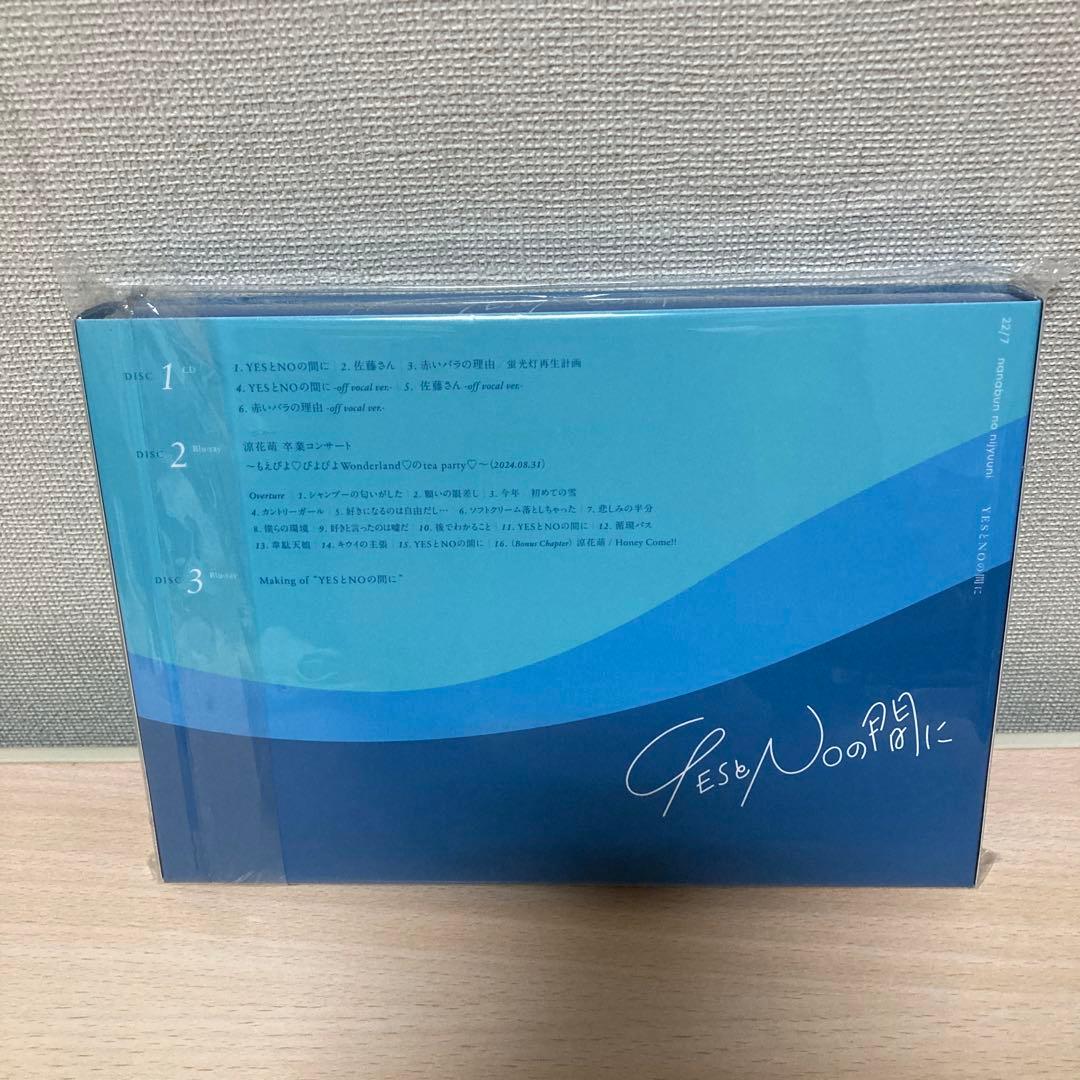 DISC 1 CD
1. YESとNOの間に | 2. 佐藤さん | 3. 赤いバラの理由 / 蛍光灯再生計画
4. YESとNOの間に -off vocal ver.- | 5. 佐藤さん -off vocal ver.-
6. 赤いバラの理由 -off vocal ver.-
DISC 2 Blu-ray
涼花萌 卒業コンサート
～もえぴよ♡ぴよぴよWonderland♡のtea party♡～（2024.08.31）
Overture | 1. シャンプーの匂いがした | 2. 願いの眼差し | 3. 今年 初めての雪
4. カントリーガール | 5. 好きになるのは自由だし… | 6. ソフトクリーム落としちゃった | 7. 悲しみの半分
8. 僕らの環境 | 9. 好きと言ったのは嘘だ | 10. 後でわかること | 11. YESとNOの間に | 12. 循環バス
13. 韋駄天娘 | 14. キウイの主張 | 15. YESとNOの間に | 16.（Bonus Chapter）涼花萌 / Honey Come!!
DISC 3 Blu-ray
Making of “YESとNOの間に”
22/7 nanabun no nijyuuni YESとNOの間に
YESとNOの間に